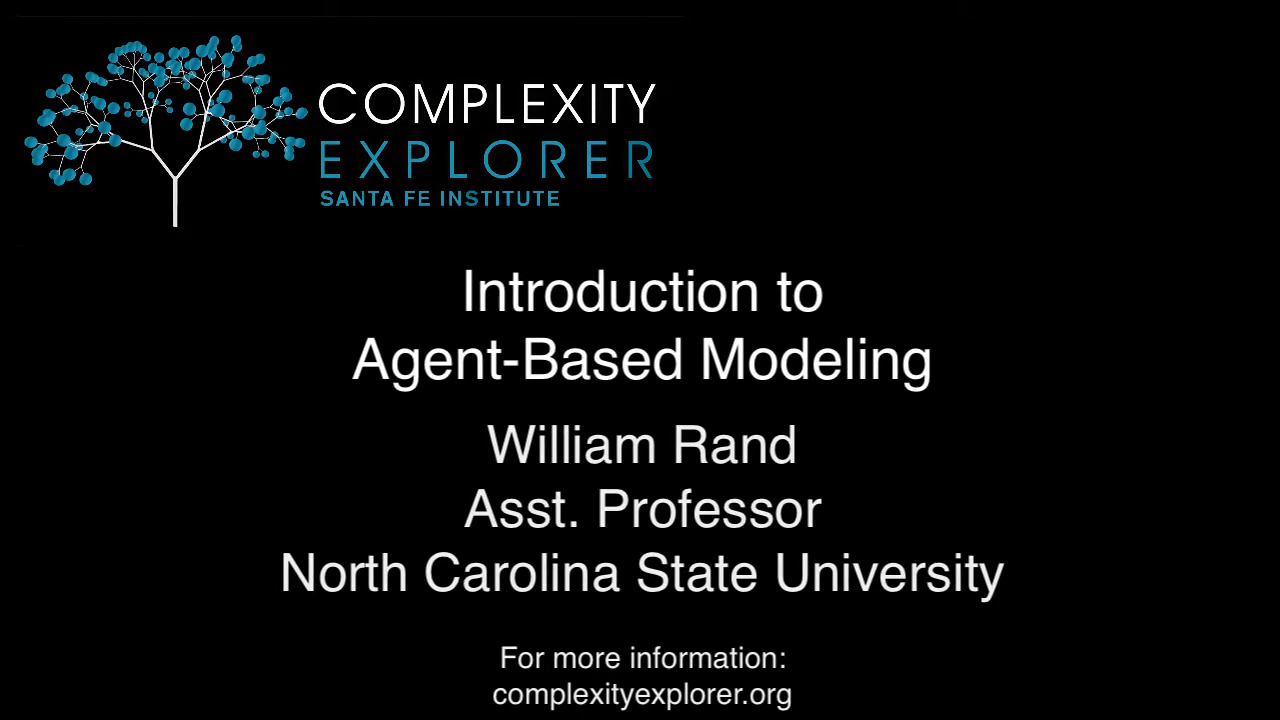 COMPLEXITY
EXPLORER
SANTA FE INSTITUTE
Introduction to
Agent-Based Modeling
William Rand
Asst. Professor
North Carolina State University
For more information:
complexityexplorer.org